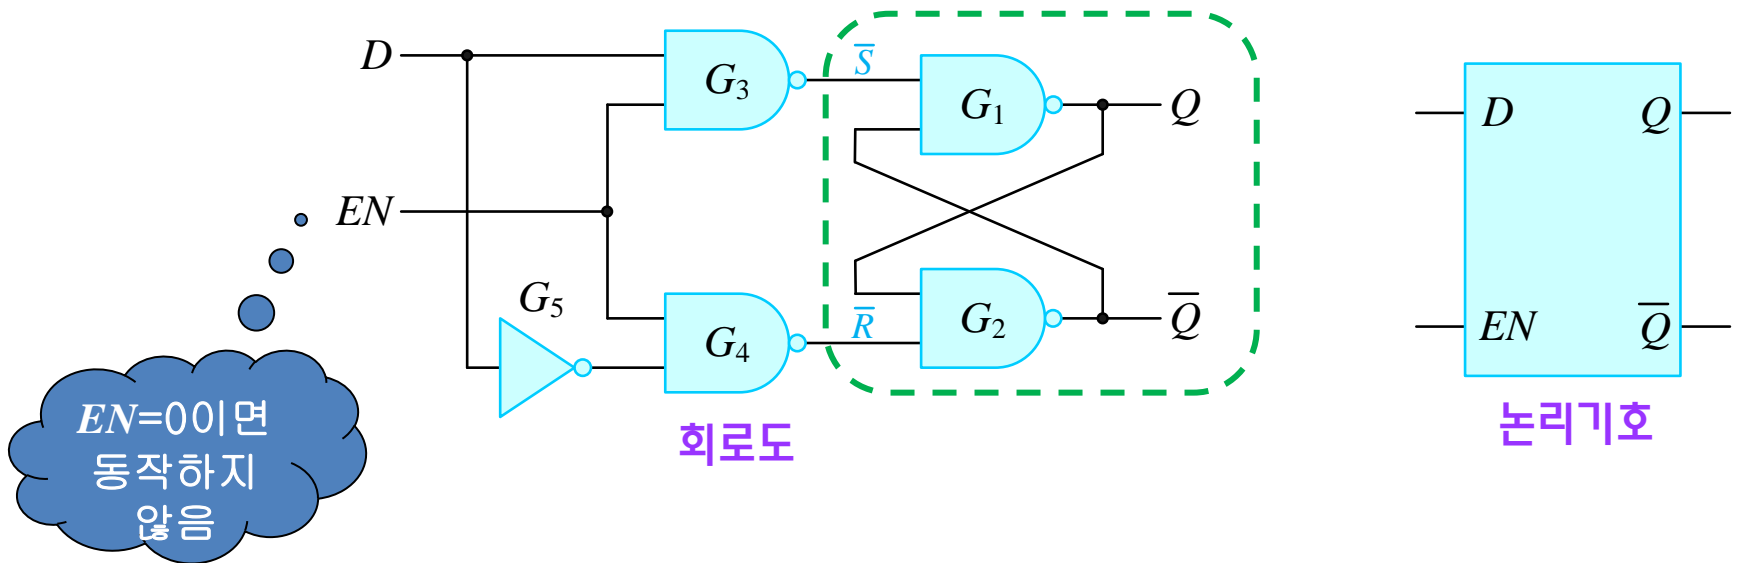 D
EN
G₃
G₅
G₄
S̅
R̅
G₁
G₂
Q
Q̅
D
Q
EN
Q̅
EN=0이면
동작하지
않음
회로도
논리기호